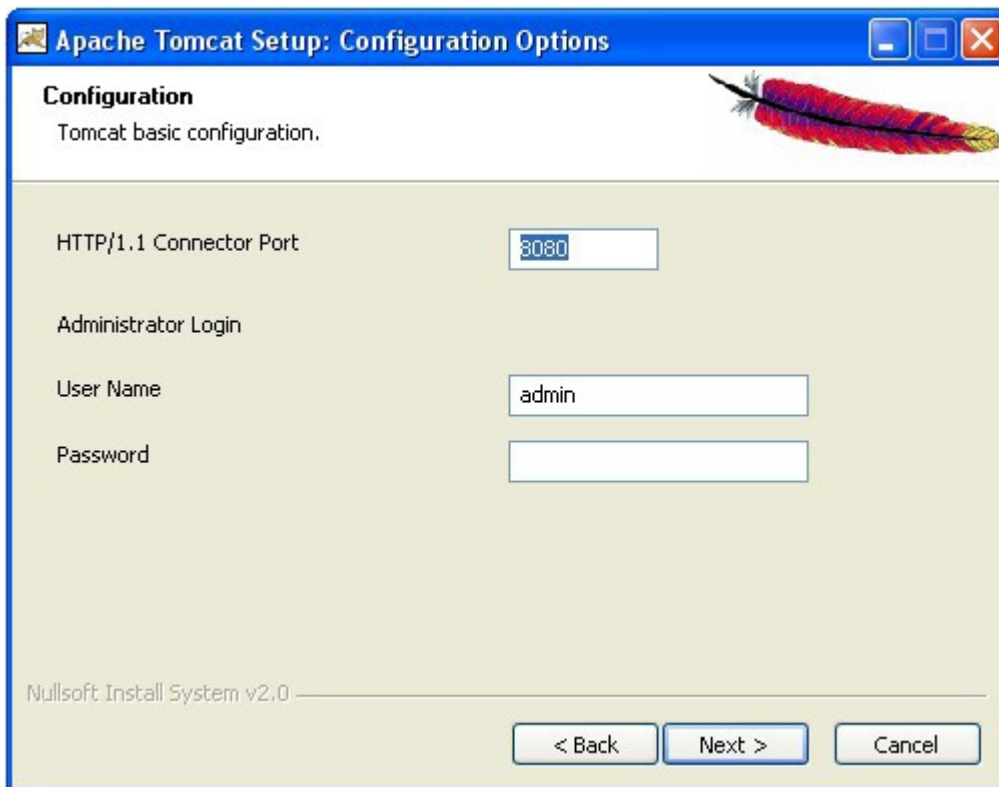 Apache Tomcat Setup: Configuration Options
Configuration
Tomcat basic configuration.
HTTP/1.1 Connector Port
8080
Administrator Login
User Name
admin
Password
Nullsoft Install System v2.0
< Back
Next >
Cancel